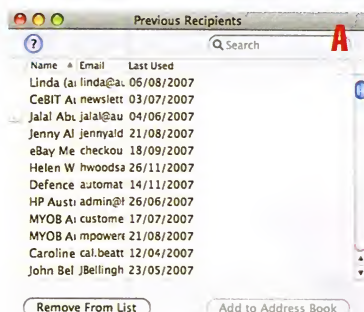 Previous Recipients
? Search A
Name Email Last Used
Linda (a linda@au 06/08/2007
CeBIT A newslett 03/07/2007
Jalal Abu jalal@au 04/06/2007
Jenny Al jennyald 21/08/2007
eBay Me checkou 18/09/2007
Helen W hwoodsa 26/11/2007
Defence automat 14/11/2007
HP Austr admin@h 26/06/2007
MYOB A custome 17/07/2007
MYOB A mpowere 21/08/2007
Caroline cal.beatt 12/04/2007
John Bel JBellingh 23/05/2007
Remove From List Add to Address Book